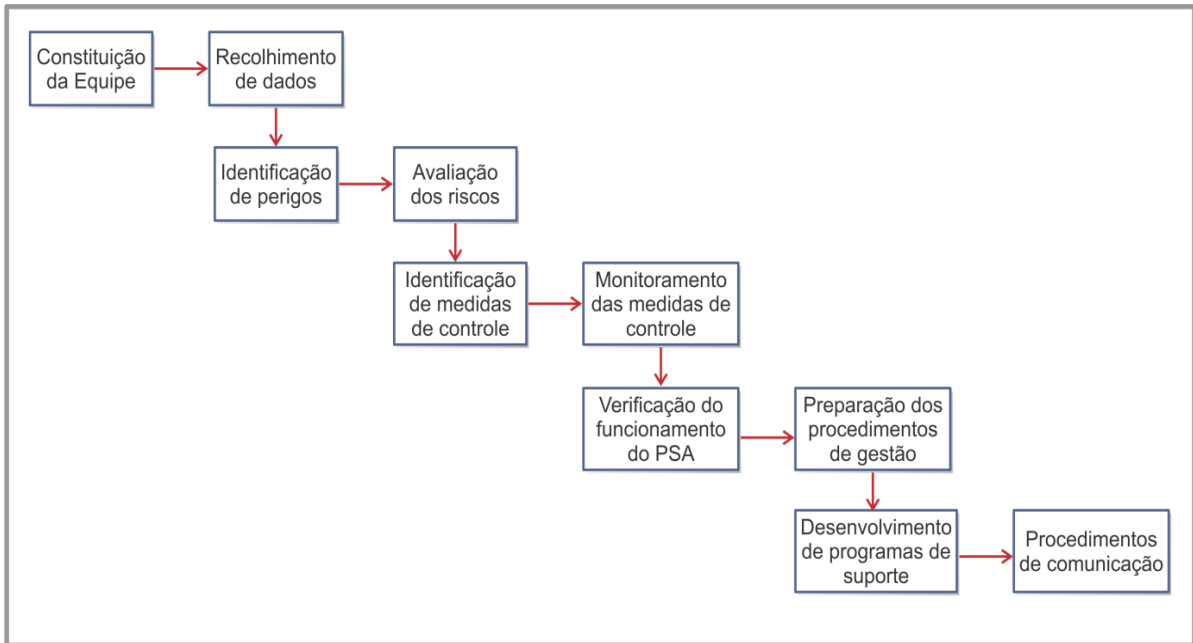 Constituição
da Equipe
Recolhimento
de dados
Identificação
de perigos
Avaliação
dos riscos
Identificação
de medidas
de controle
Monitoramento
das medidas de
controle
Verificação do
funcionamento
do PSA
Preparação dos
procedimentos
de gestão
Desenvolvimento
de programas de
suporte
Procedimentos
de comunicação